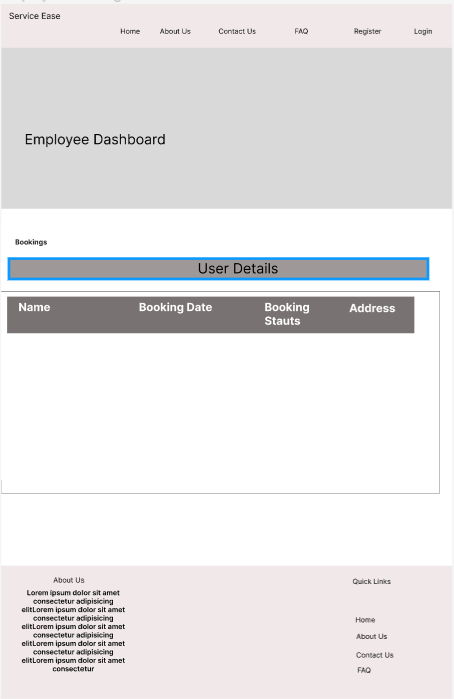 Service Ease
Home About Us Contact Us FAQ Register Login
Employee Dashboard
Bookings
User Details
Name Booking Date Booking Stauts Address
About Us
Lorem ipsum dolor sit amet
consectetur adipisicing
elitLorem ipsum dolor sit amet
consectetur adipisicing
elitLorem ipsum dolor sit amet
consectetur adipisicing
elitLorem ipsum dolor sit amet
consectetur adipisicing
elitLorem ipsum dolor sit amet
consectetur
Quick Links
Home
About Us
Contact Us
FAQ